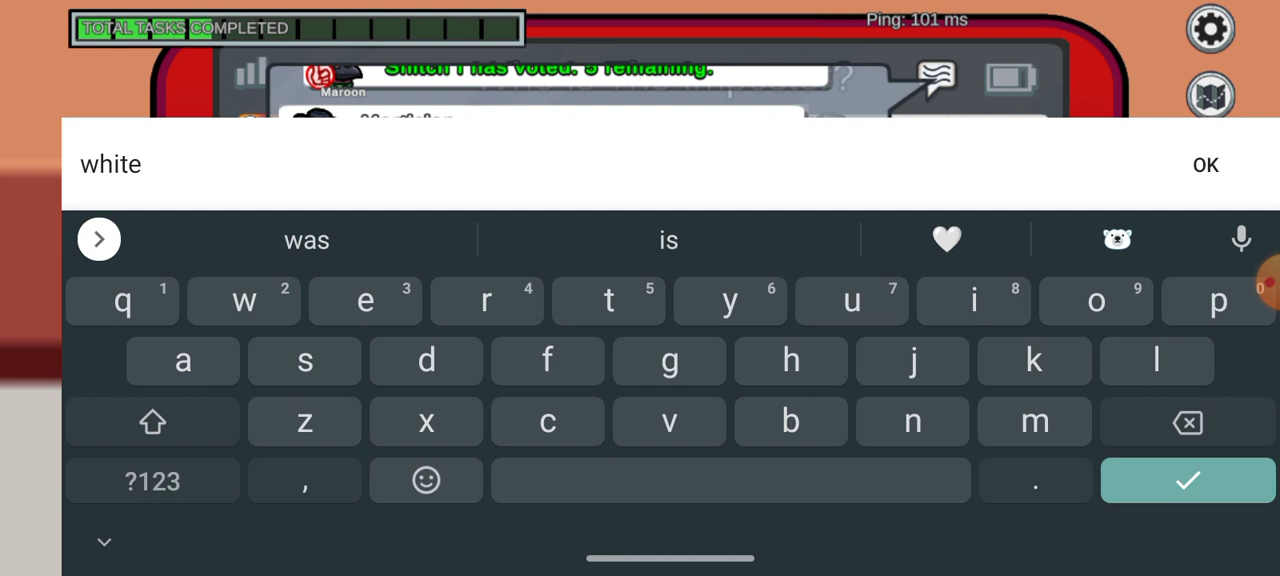 TOTAL TASKS COMPLETED
Ping: 101 ms
Snitch I has voted. 5 remaining.
Maroon
white
OK
was is
q 1 w 2 e 3 r 4 t 5 y 6 u 7 i 8 o 9 p 0
a s d f g h j k l
z x c v b n m
?123 , .